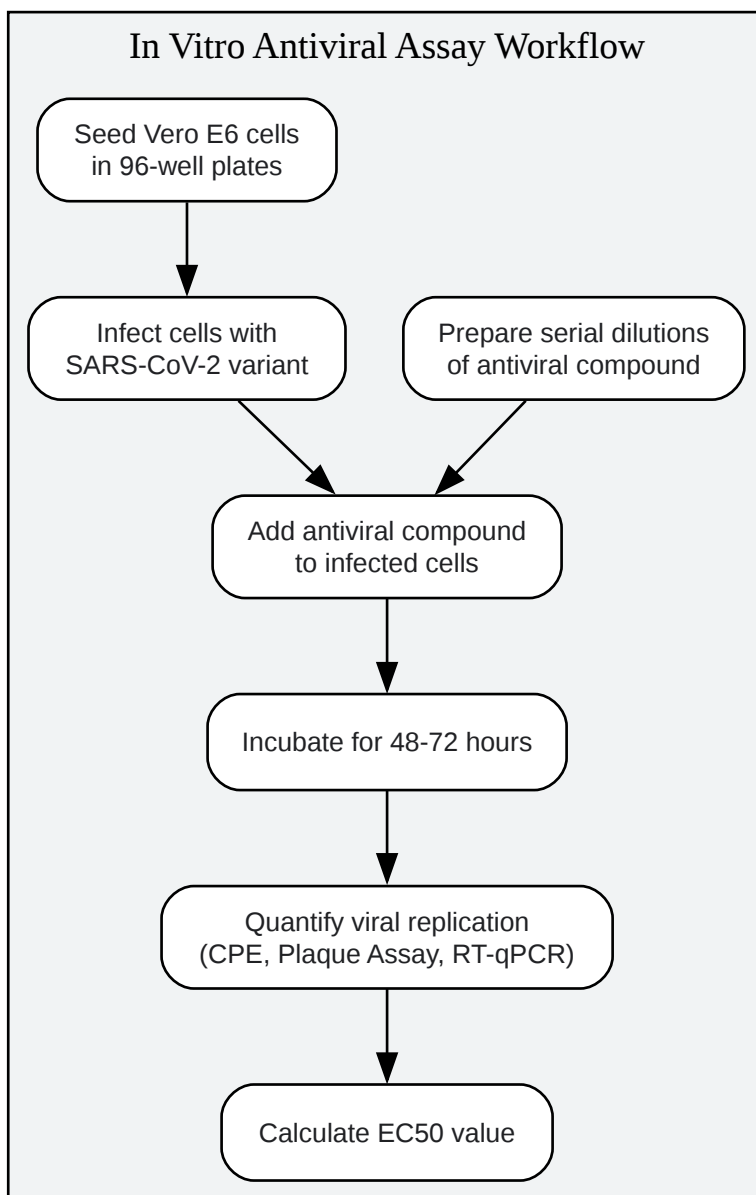 In Vitro Antiviral Assay Workflow
Seed Vero E6 cells
in 96-well plates
Infect cells with
SARS-CoV-2 variant
Prepare serial dilutions
of antiviral compound
Add antiviral compound
to infected cells
Incubate for 48-72 hours
Quantify viral replication
(CPE, Plaque Assay, RT-qPCR)
Calculate EC50 value